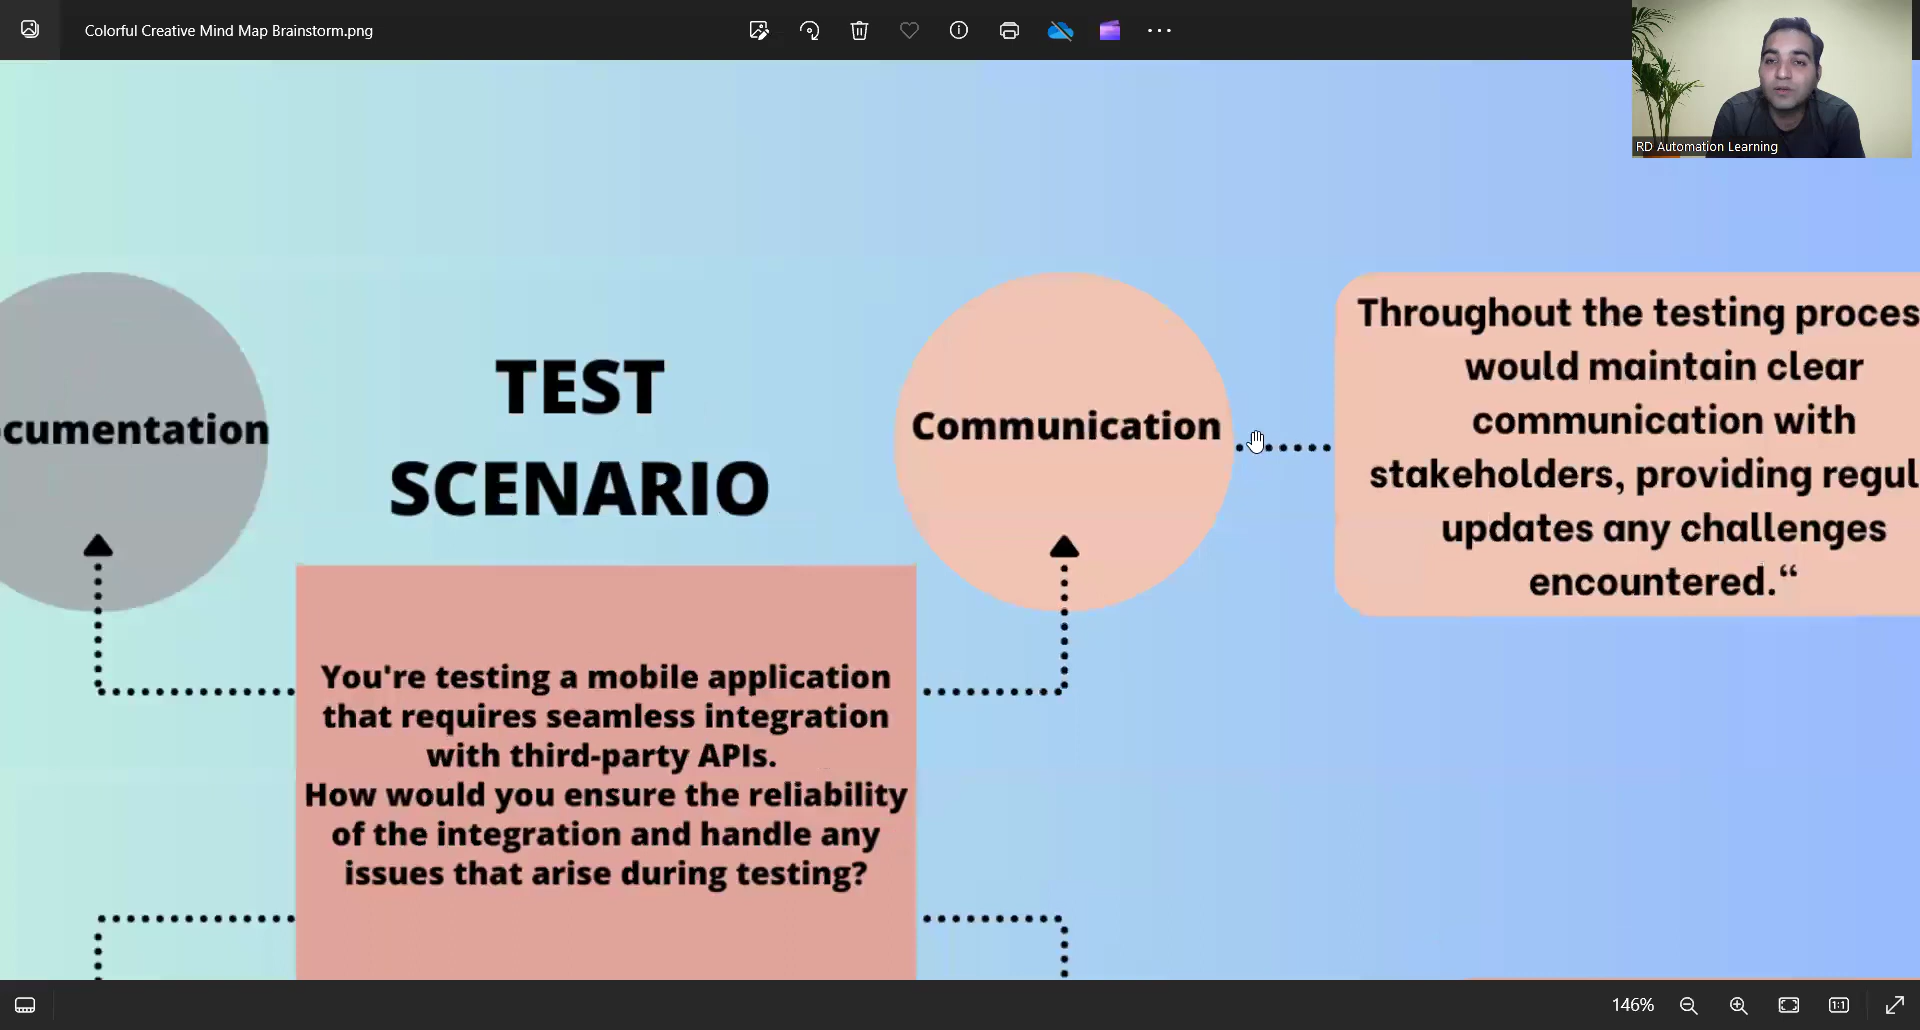 Colorful Creative Mind Map Brainstorm.png
RD Automation Learning
cumentation
TEST
SCENARIO
Communication
Throughout the testing proces
would maintain clear
communication with
stakeholders, providing regul
updates any challenges
encountered.“
You're testing a mobile application
that requires seamless integration
with third-party APIs.
How would you ensure the reliability
of the integration and handle any
issues that arise during testing?
146%
1:1